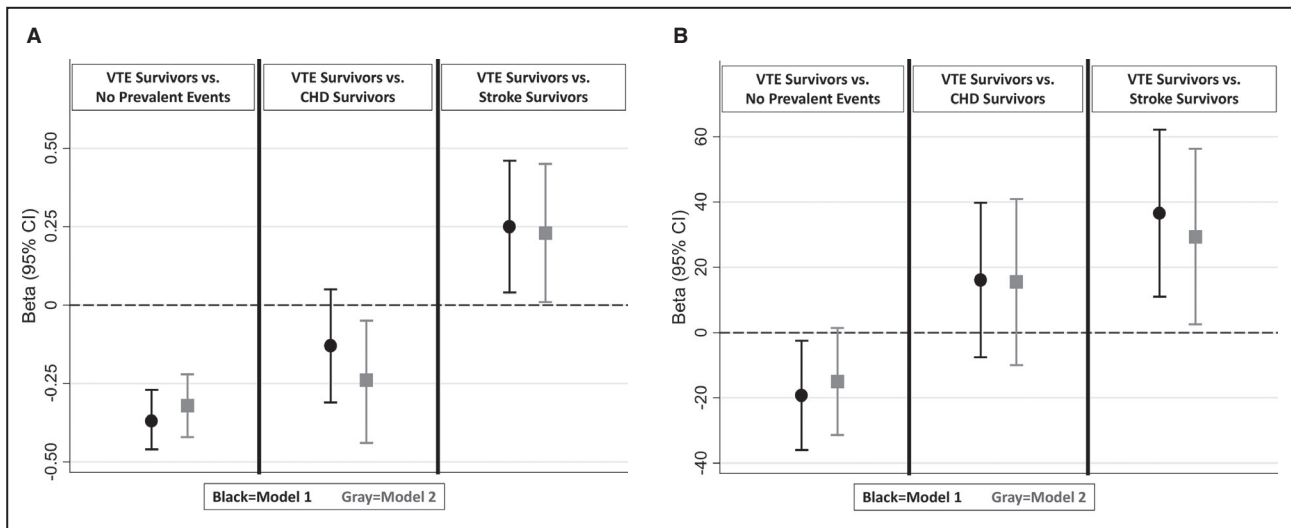 A
VTE Survivors vs.
No Prevalent Events
VTE Survivors vs.
CHD Survivors
VTE Survivors vs.
Stroke Survivors
Beta (95% CI)
0.50
0.25
0
-0.25
-0.50
B
VTE Survivors vs.
No Prevalent Events
VTE Survivors vs.
CHD Survivors
VTE Survivors vs.
Stroke Survivors
Beta (95% CI)
60
40
20
0
-20
-40
Black=Model 1 Gray=Model 2
Black=Model 1 Gray=Model 2